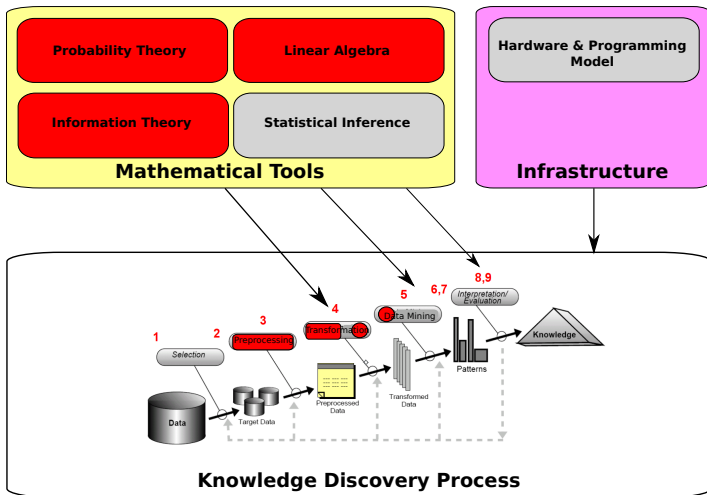 Probability Theory
Linear Algebra
Information Theory
Statistical Inference
Mathematical Tools
Hardware & Programming
Model
Infrastructure
1
2
3
4
5
6,7
8,9
Selection
Preprocessing
Transformation
Data Mining
Interpretation/
Evaluation
Data
Target Data
Preprocessed
Data
Transformed
Data
Patterns
Knowledge
Knowledge Discovery Process